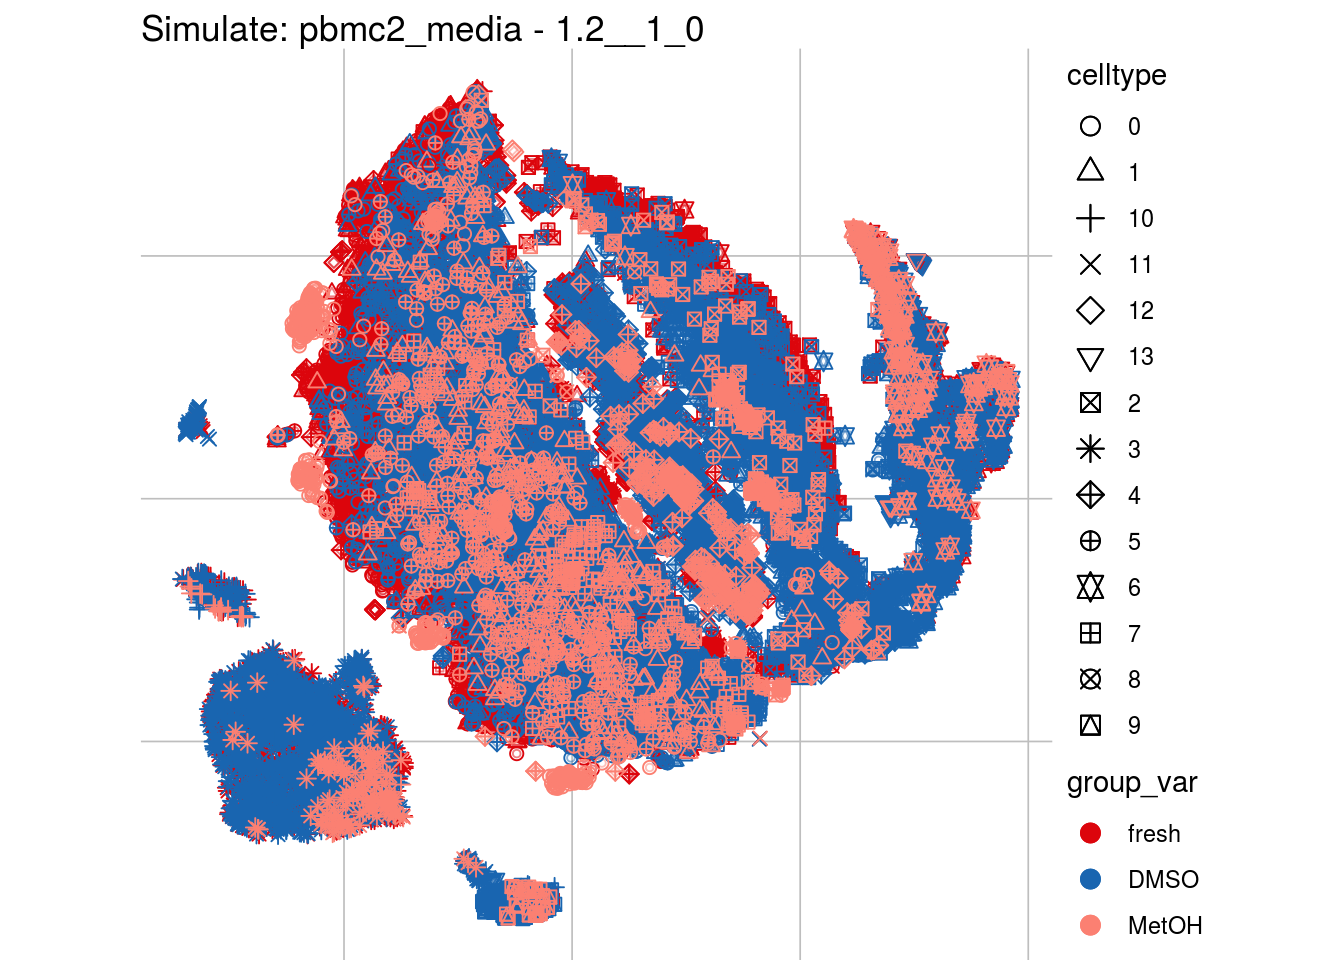 Simulate: pbmc2_media - 1.2__1_0
celltype
0
1
10
11
12
13
2
3
4
5
6
7
8
9
group_var
fresh
DMSO
MetOH